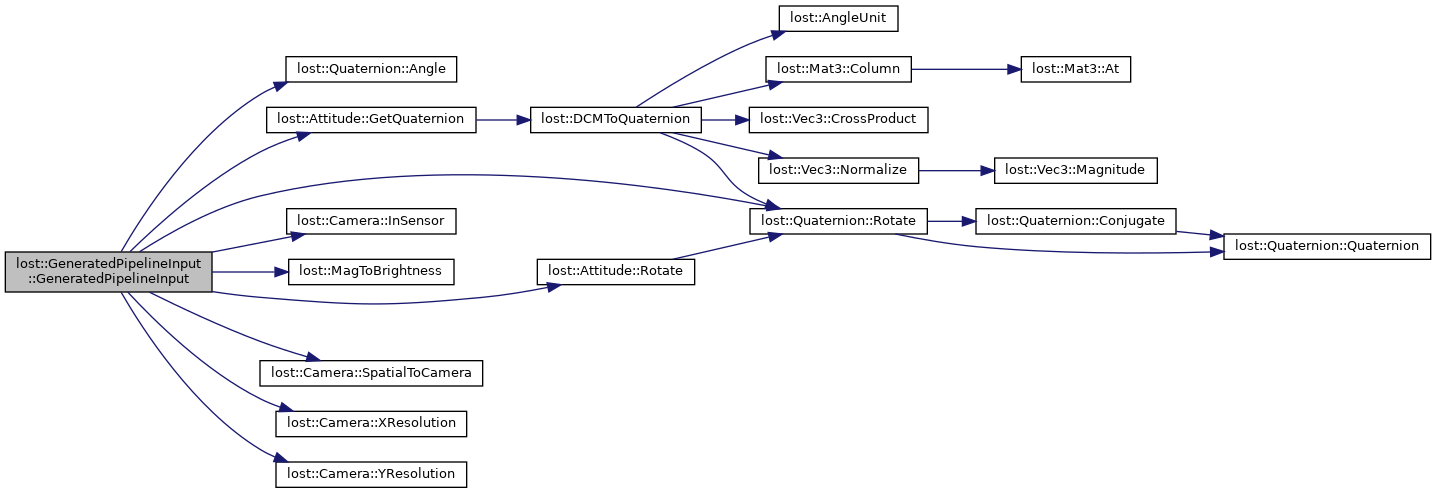 lost::GeneratedPipelineInput
::GeneratedPipelineInput
lost::Quaternion::Angle
lost::Attitude::GetQuaternion
lost::Camera::InSensor
lost::MagToBrightness
lost::Camera::SpatialToCamera
lost::Camera::XResolution
lost::Camera::YResolution
lost::DCMToQuaternion
lost::Attitude::Rotate
lost::AngleUnit
lost::Mat3::Column
lost::Vec3::CrossProduct
lost::Vec3::Normalize
lost::Quaternion::Rotate
lost::Mat3::At
lost::Vec3::Magnitude
lost::Quaternion::Conjugate
lost::Quaternion::Quaternion